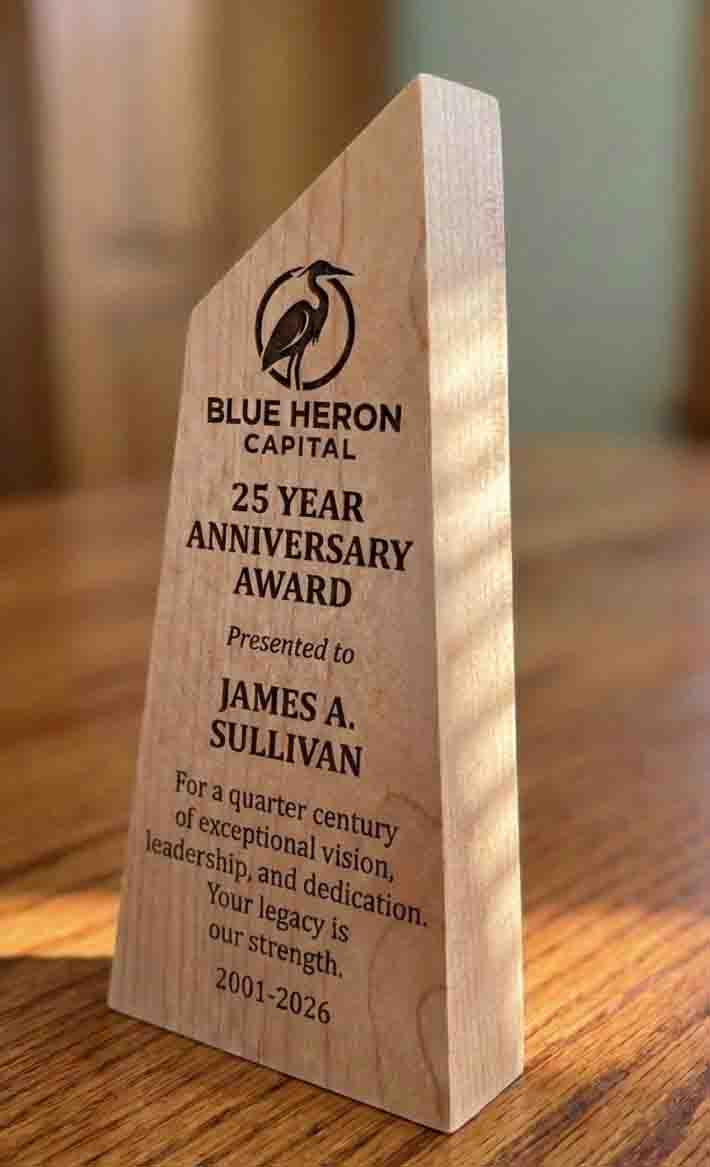 BLUE HERON
CAPITAL
25 YEAR
ANNIVERSARY
AWARD
Presented to
JAMES A.
SULLIVAN
For a quarter century
of exceptional vision,
leadership, and dedication.
Your legacy is
our strength.
2001-2026